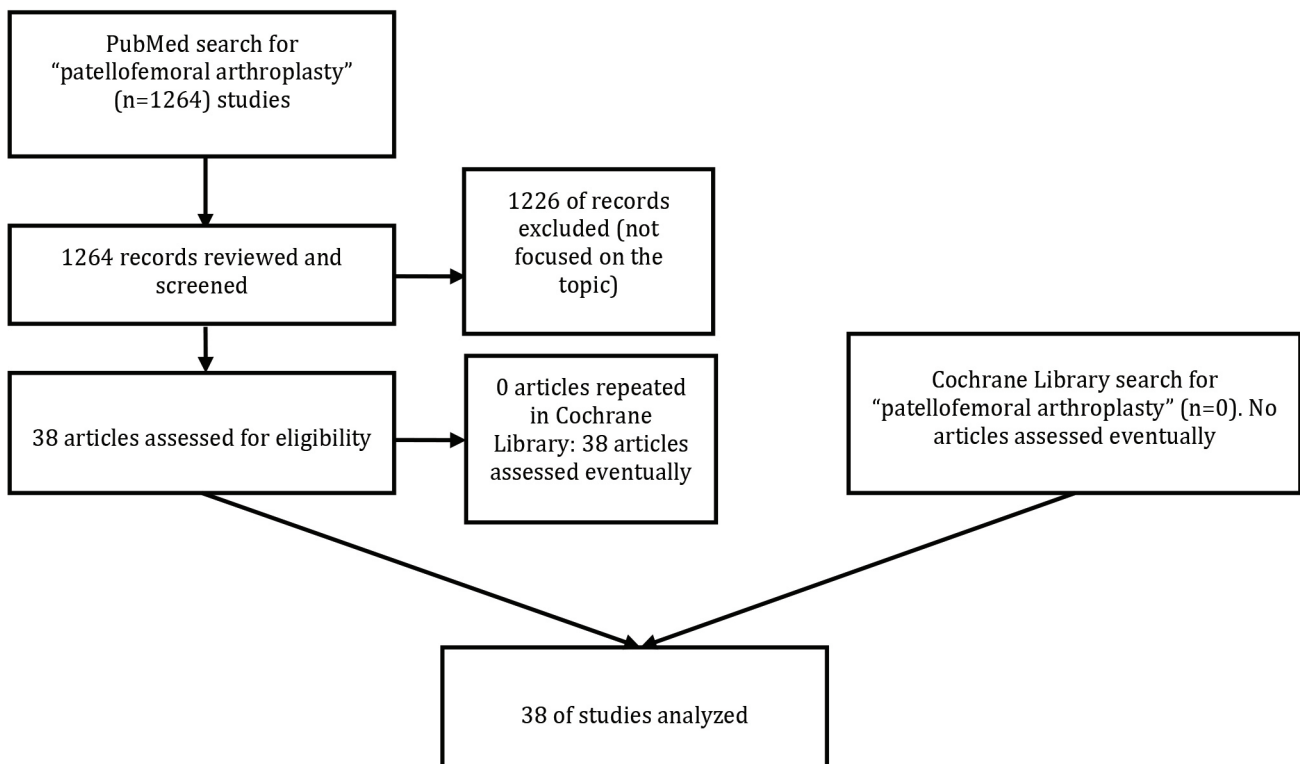 PubMed search for
“patellofemoral arthroplasty”
(n=1264) studies
1264 records reviewed and
screened
1226 of records
excluded (not
focused on the
topic)
38 articles assessed for eligibility
0 articles repeated
in Cochrane
Library: 38 articles
assessed eventually
Cochrane Library search for
“patellofemoral arthroplasty” (n=0). No
articles assessed eventually
38 of studies analyzed